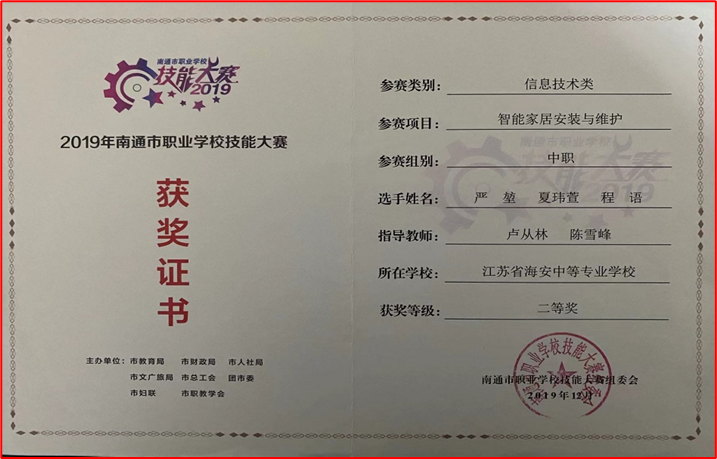 南通市职业学校
技能大赛
2019
2019年南通市职业学校技能大赛
获奖证书
主办单位：市教育局 市财政局 市人社局
市文广旅局 市总工会 团市委
市妇联 市职教学会
参赛类别： 信息技术类
参赛项目： 智能家居安装与维护
参赛组别： 中职
选手姓名： 严堃 夏玮萱 程语
指导教师： 卢从林 陈雪峰
所在学校： 江苏省海安中等专业学校
获奖等级： 二等奖
南通市职业学校技能大赛组委会
2019年12月